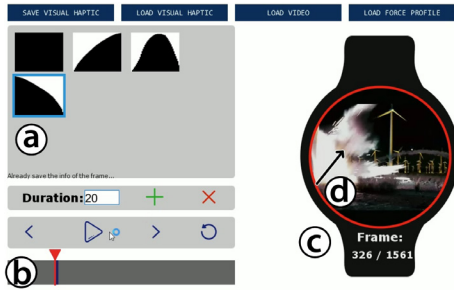 SAVE VISUAL HAPTIC
LOAD VISUAL HAPTIC
LOAD VIDEO
LOAD FORCE PROFILE
a
Already save the info of the frame...
Duration: 20
b
d
c
Frame:
326 / 1561